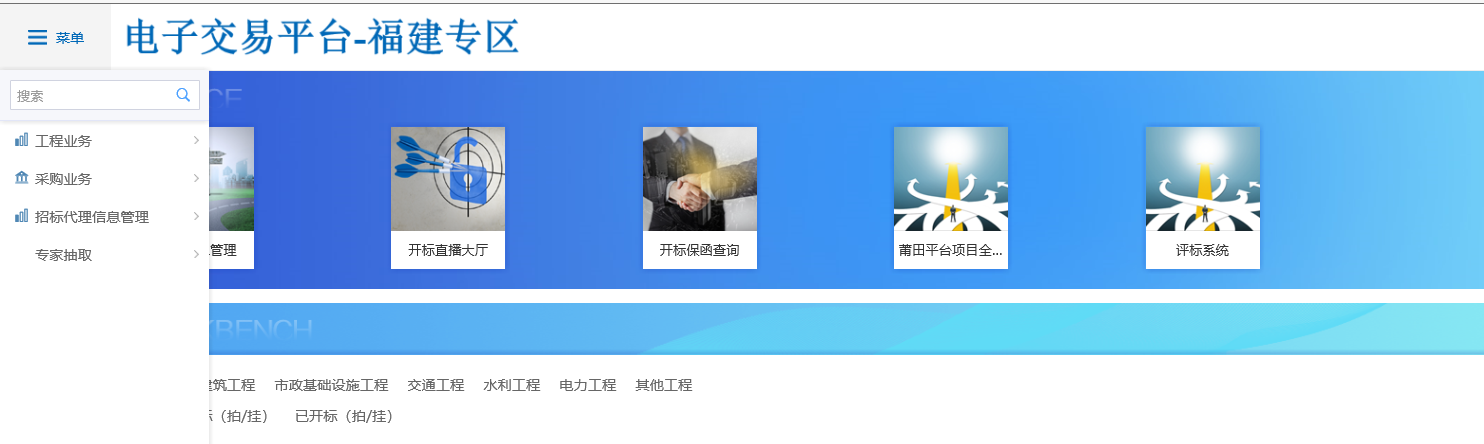 菜单
电子交易平台-福建专区
搜索
工程业务
采购业务
招标代理信息管理
专家抽取
CE
管理
开标直播大厅
开标保函查询
莆田平台项目全...
评标系统
BENCH
建筑工程 市政基础设施工程 交通工程 水利工程 电力工程 其他工程
标（拍/挂） 已开标（拍/挂）